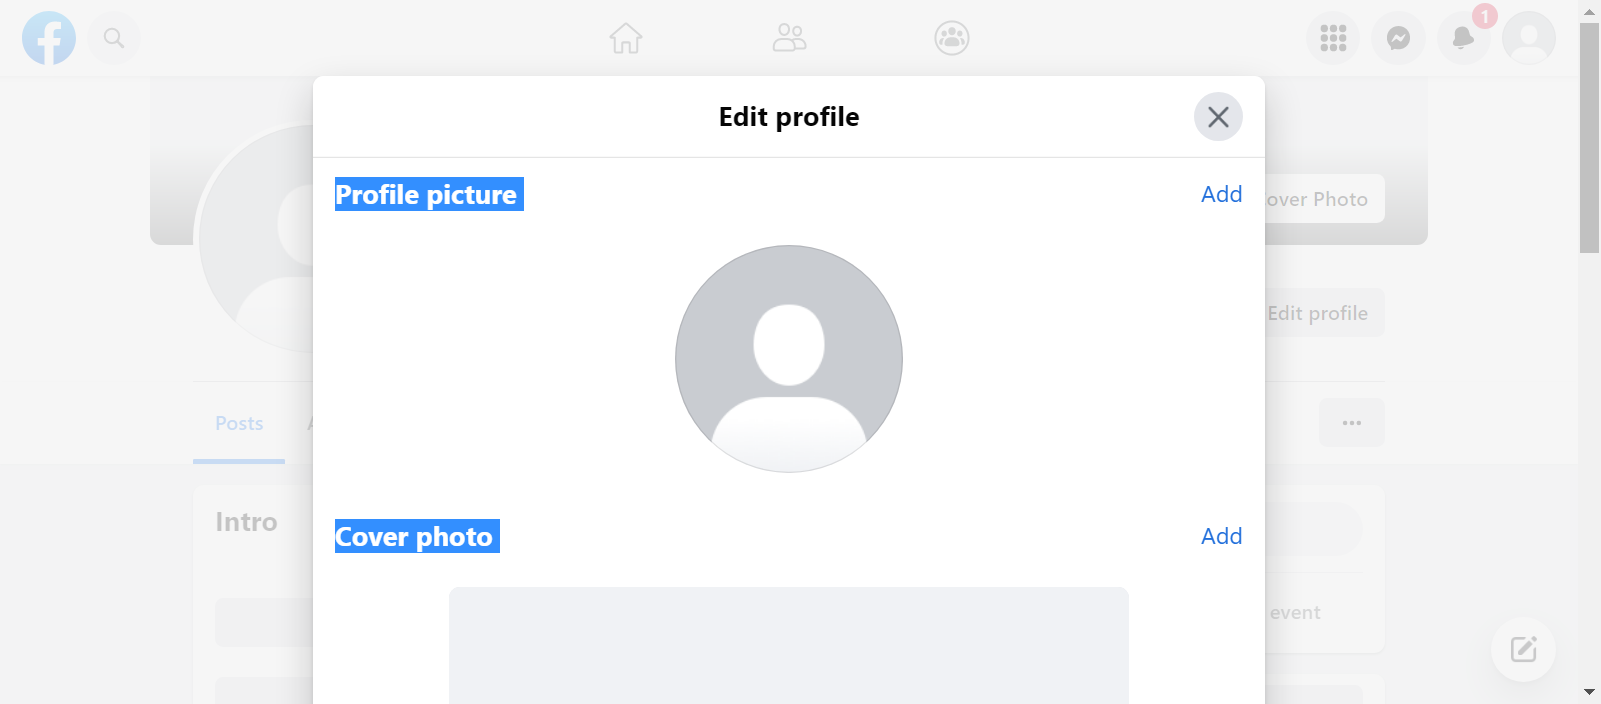 1
Edit profile
Profile picture
Add
over Photo
Edit profile
Posts
Intro
Cover photo
Add
event